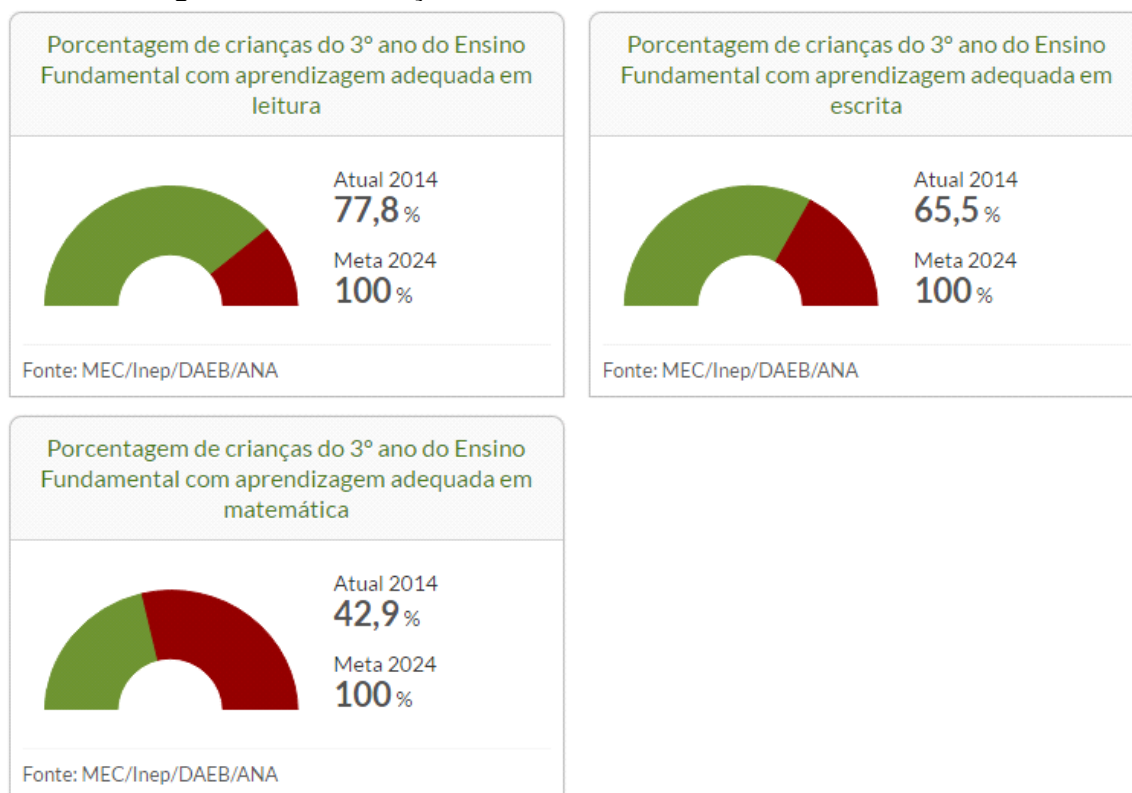 Porcentagem de crianças do 3º ano do Ensino
Fundamental com aprendizagem adequada em
leitura
Atual 2014
77,8 %
Meta 2024
100 %
Fonte: MEC/Inep/DAEB/ANA
Porcentagem de crianças do 3º ano do Ensino
Fundamental com aprendizagem adequada em
escrita
Atual 2014
65,5 %
Meta 2024
100 %
Fonte: MEC/Inep/DAEB/ANA
Porcentagem de crianças do 3º ano do Ensino
Fundamental com aprendizagem adequada em
matemática
Atual 2014
42,9 %
Meta 2024
100 %
Fonte: MEC/Inep/DAEB/ANA